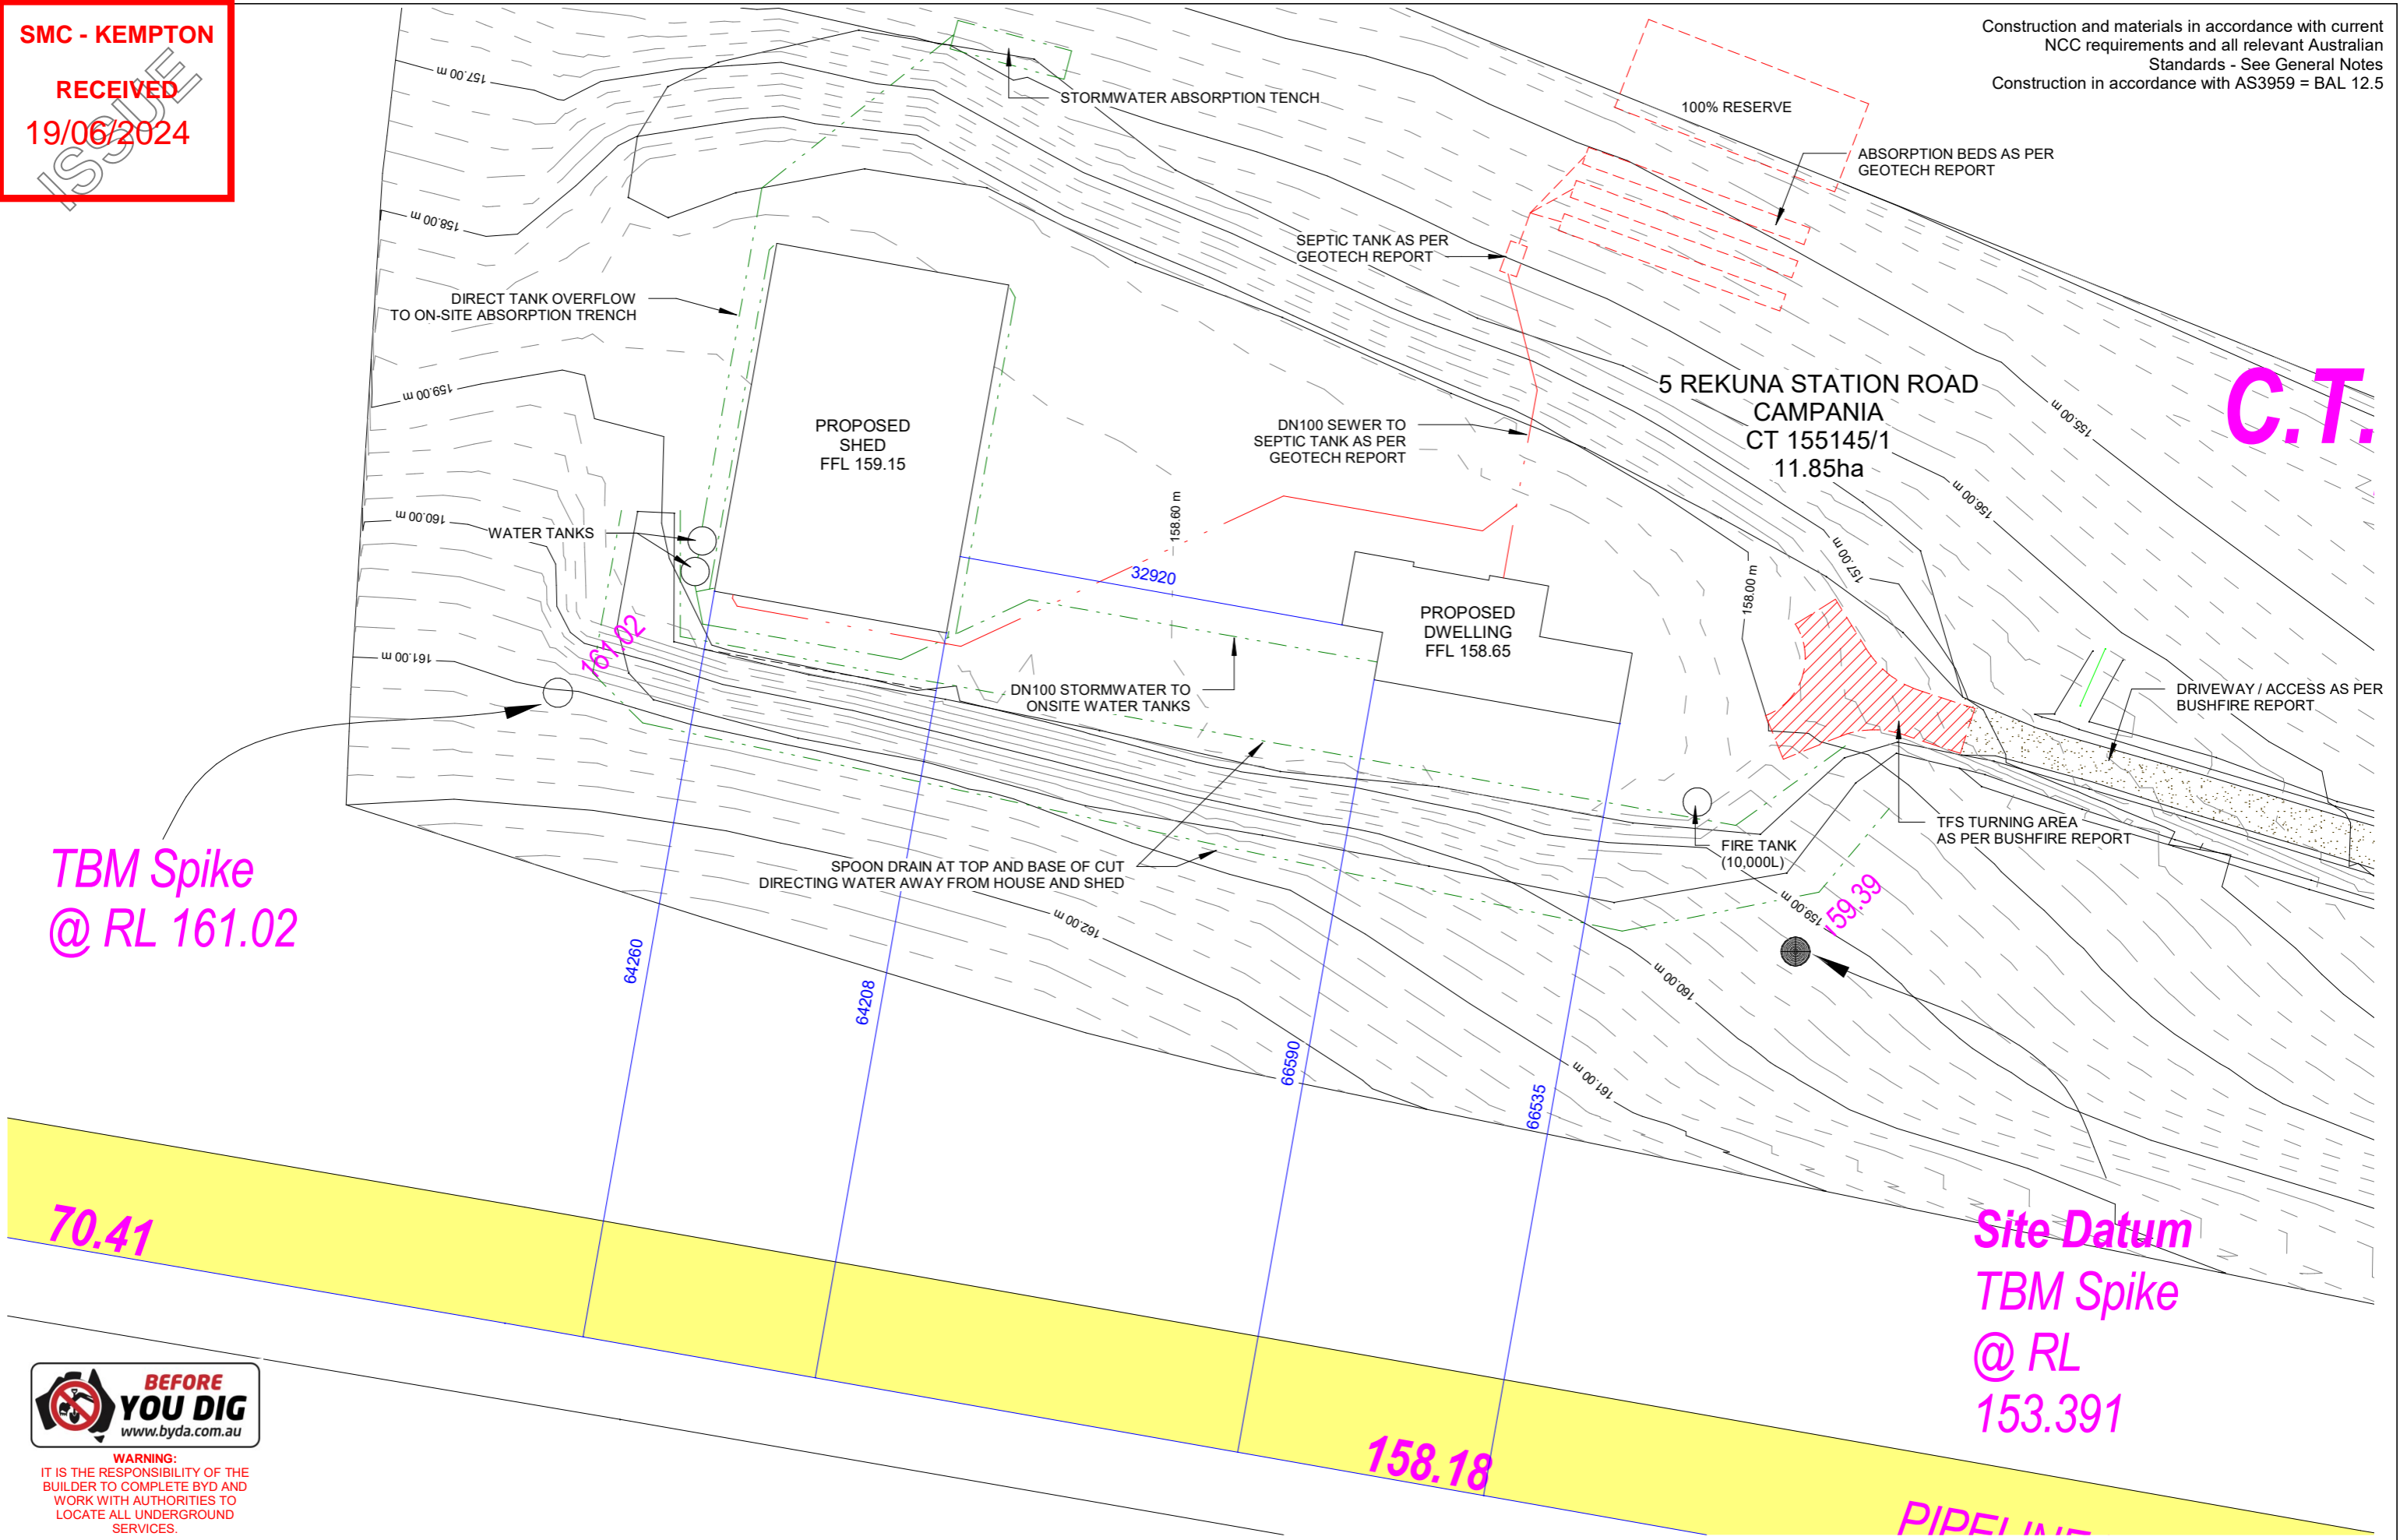 SMC - KEMPTON
RECEIVED
19/06/2024
ISSUE
Construction and materials in accordance with current
NCC requirements and all relevant Australian
Standards - See General Notes
Construction in accordance with AS3959 = BAL 12.5
157.00 m
STORMWATER ABSORPTION TENCH
100% RESERVE
ABSORPTION BEDS AS PER
GEOTECH REPORT
158.00 m
SEPTIC TANK AS PER
GEOTECH REPORT
DIRECT TANK OVERFLOW
TO ON-SITE ABSORPTION TRENCH
159.00 m
PROPOSED
SHED
FFL 159.15
DN100 SEWER TO
SEPTIC TANK AS PER
GEOTECH REPORT
5 REKUNA STATION ROAD
CAMPANIA
CT 155145/1
11.85ha
C.T.
155.00 m
156.00 m
157.00 m
158.00 m
158.60 m
160.00 m
WATER TANKS
32920
PROPOSED
DWELLING
FFL 158.65
161.02
161.00 m
DN100 STORMWATER TO
ONSITE WATER TANKS
DRIVEWAY / ACCESS AS PER
BUSHFIRE REPORT
TFS TURNING AREA
AS PER BUSHFIRE REPORT
FIRE TANK
(10,000L)
SPOON DRAIN AT TOP AND BASE OF CUT
DIRECTING WATER AWAY FROM HOUSE AND SHED
TBM Spike
@ RL 161.02
162.00 m
159.00 m
159.39
160.00 m
161.00 m
64260
64208
66590
66535
70.41
158.18
Site Datum
TBM Spike
@ RL
153.391
PIPELINE
BEFORE
YOU DIG
www.byda.com.au
WARNING:
IT IS THE RESPONSIBILITY OF THE
BUILDER TO COMPLETE BYD AND
WORK WITH AUTHORITIES TO
LOCATE ALL UNDERGROUND
SERVICES.